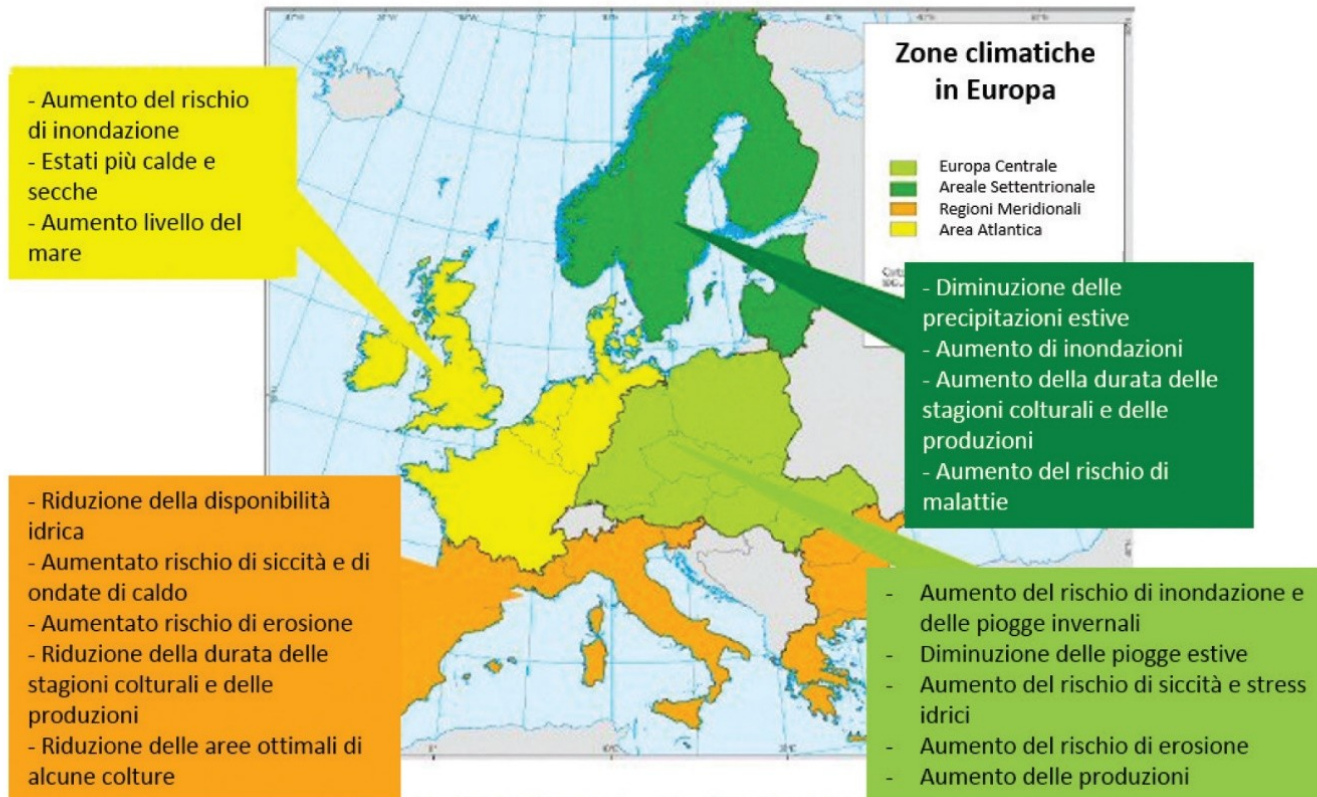 Zone climatiche
in Europa
Europa Centrale
Areale Settentrionale
Regioni Meridionali
Area Atlantica
- Aumento del rischio
di inondazione
- Estati più calde e
secche
- Aumento livello del
mare
- Diminuzione delle
precipitazioni estive
- Aumento di inondazioni
- Aumento della durata delle
stagioni colturali e delle
produzioni
- Aumento del rischio di
malattie
- Riduzione della disponibilità
idrica
- Aumentato rischio di siccità e di
ondate di caldo
- Aumentato rischio di erosione
- Riduzione della durata delle
stagioni colturali e delle
produzioni
- Riduzione delle aree ottimali di
alcune colture
- Aumento del rischio di inondazione e
delle piogge invernali
- Diminuzione delle piogge estive
- Aumento del rischio di siccità e stress
idrici
- Aumento del rischio di erosione
- Aumento delle produzioni